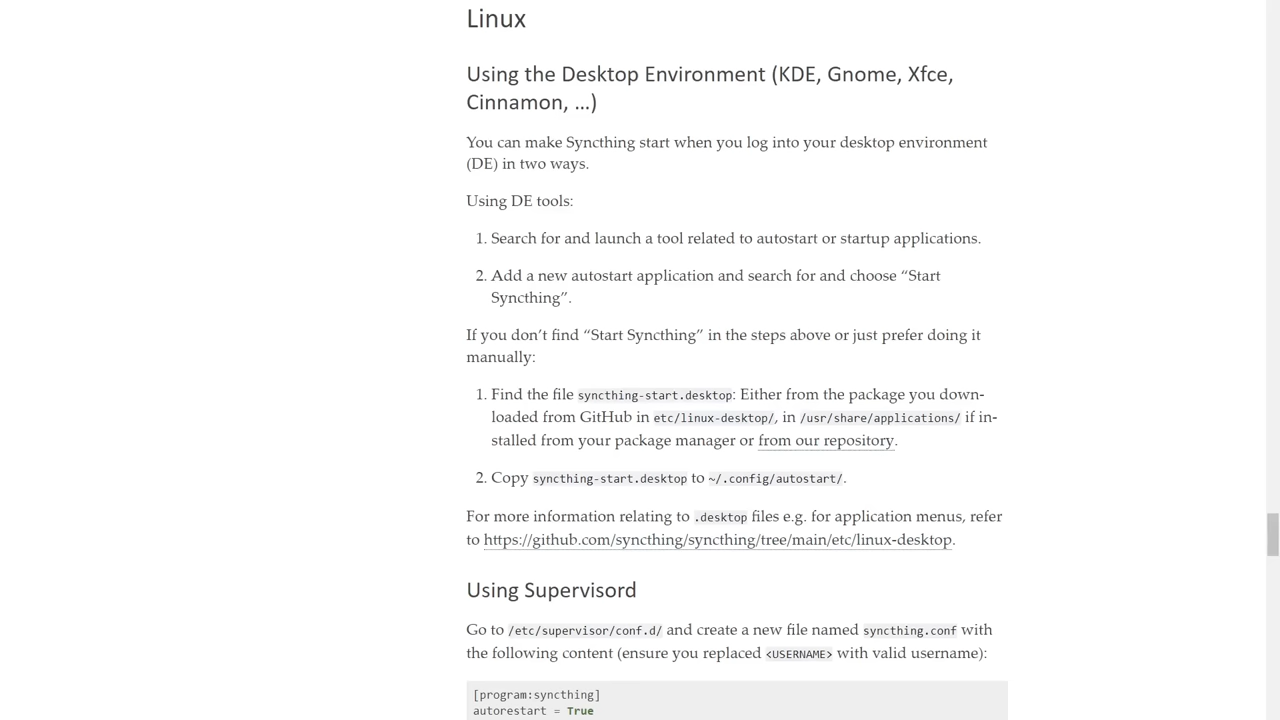 Linux
Using the Desktop Environment (KDE, Gnome, Xfce,
Cinnamon, …)
You can make Syncthing start when you log into your desktop environment
(DE) in two ways.
Using DE tools:
1. Search for and launch a tool related to autostart or startup applications.
2. Add a new autostart application and search for and choose “Start
Syncthing”.
If you don’t find “Start Syncthing” in the steps above or just prefer doing it
manually:
1. Find the file syncthing-start.desktop: Either from the package you down-
loaded from GitHub in etc/linux-desktop/, in /usr/share/applications/ if in-
stalled from your package manager or from our repository.
2. Copy syncthing-start.desktop to ~/.config/autostart/.
For more information relating to .desktop files e.g. for application menus, refer
to https://github.com/syncthing/syncthing/tree/main/etc/linux-desktop.
Using Supervisord
Go to /etc/supervisor/conf.d/ and create a new file named syncthing.conf with
the following content (ensure you replaced <USERNAME> with valid username):
[program:syncthing]
autorestart = True